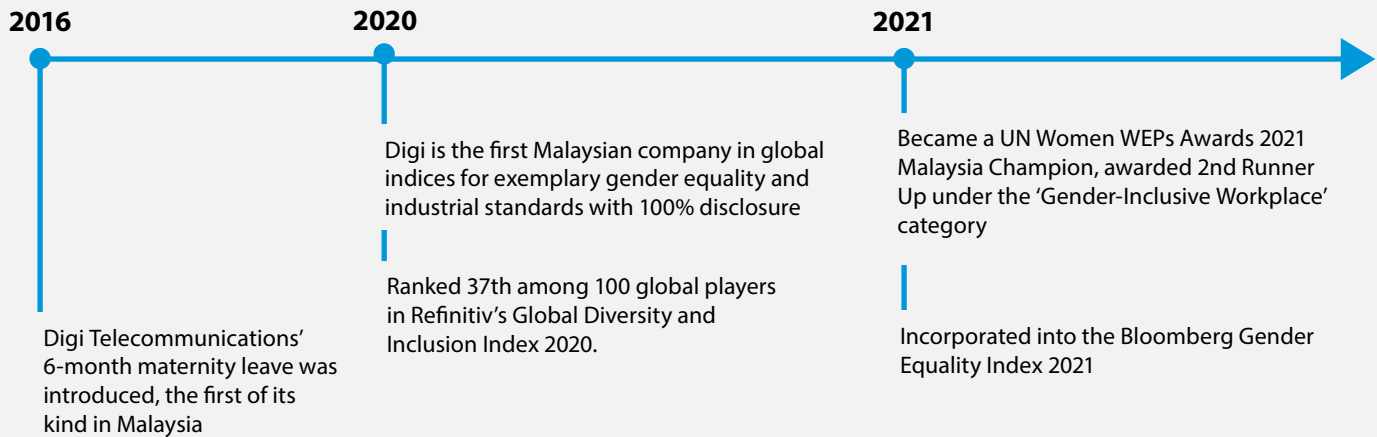 2016
Digi Telecommunications’
6-month maternity leave was
introduced, the first of its
kind in Malaysia
2020
Digi is the first Malaysian company in global
indices for exemplary gender equality and
industrial standards with 100% disclosure
Ranked 37th among 100 global players
in Refinitiv’s Global Diversity and
Inclusion Index 2020.
2021
Became a UN Women WEPs Awards 2021
Malaysia Champion, awarded 2nd Runner
Up under the ‘Gender-Inclusive Workplace’
category
Incorporated into the Bloomberg Gender
Equality Index 2021